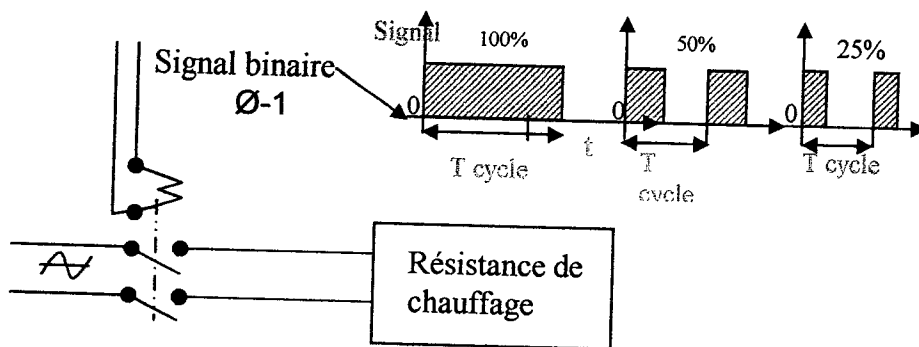 Signal
100%
50%
25%
Signal binaire
Ø-1
0
0
0
t
T cycle
T
cycle
T cycle
Résistance de
chauffage